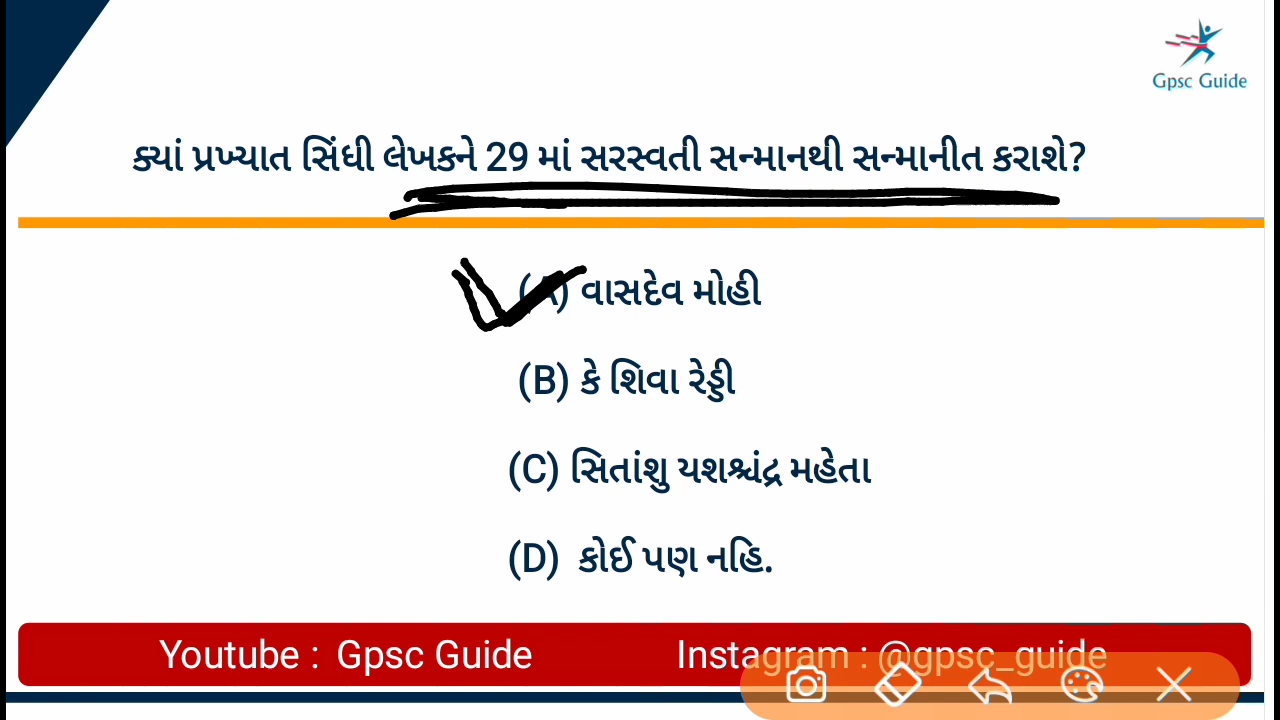 Gpsc Guide
ક્યાં પ્રખ્યાત સિંધી લેખકને 29 માં સરસ્વતી સન્માનથી સન્માનીત કરાશે?
(A) વાસદેવ મોહી
(B) કે શિવા રેડ્ડી
(C) સિતાંશુ યશશ્ચંદ્ર મહેતા
(D) કોઈ પણ નહિ.
Youtube : Gpsc Guide Instagram : @gpsc_guide